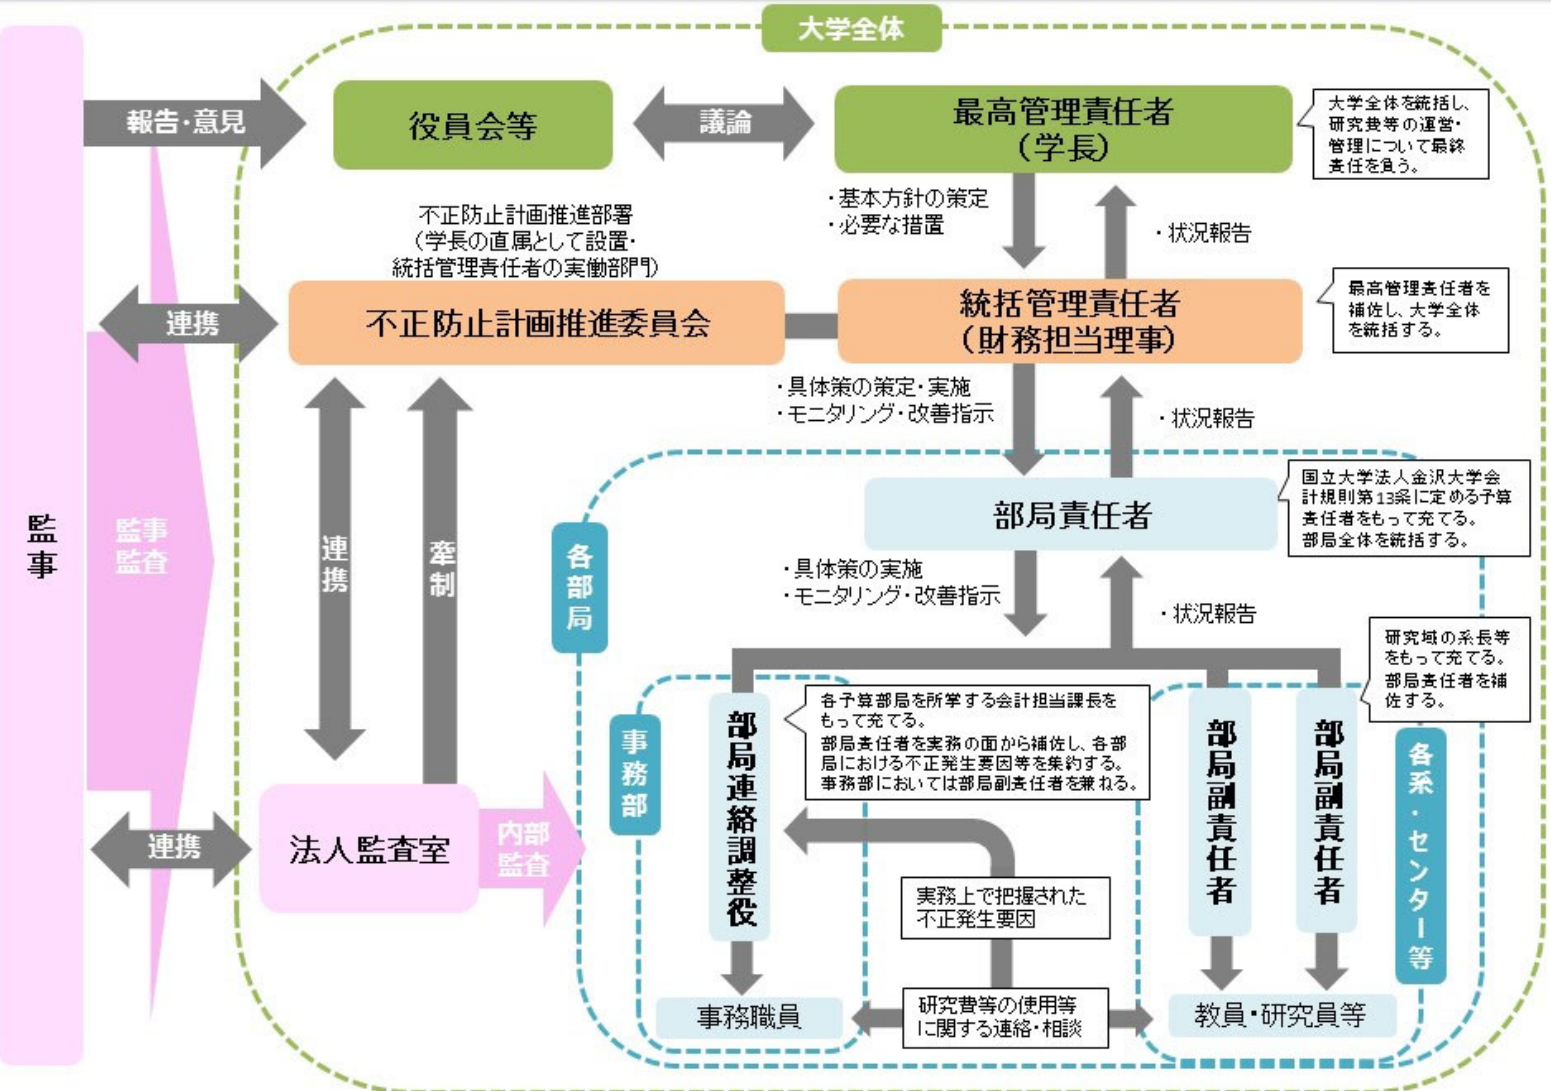 大学全体
報告・意見
役員会等
議論
最高管理責任者
（学長）
大学全体を統括し、
研究費等の運営・
管理について最終
責任を負う。
・基本方針の策定
・必要な措置
・状況報告
不正防止計画推進部署
（学長の直属として設置・
統括管理責任者の実働部門）
連携
不正防止計画推進委員会
統括管理責任者
（財務担当理事）
最高管理責任者を
補佐し、大学全体
を統括する。
・具体策の策定・実施
・モニタリング・改善指示
・状況報告
監事
監事
監査
連携
牽制
各部局
部局責任者
国立大学法人金沢大学会
計規則第13条に定める予算
責任者をもって充てる。
部局全体を統括する。
・具体策の実施
・モニタリング・改善指示
・状況報告
研究域の系長等
をもって充てる。
部局責任者を補
佐する。
事務部
部局連絡調整役
各予算部局を所掌する会計担当課長を
もって充てる。
部局責任者を実務の面から補佐し、各部
局における不正発生要因等を集約する。
事務部においては部局副責任者を兼ねる。
部局副責任者
部局副責任者
各系・センター等
連携
法人監査室
内部
監査
実務上で把握された
不正発生要因
事務職員
研究費等の使用等
に関する連絡・相談
教員・研究員等